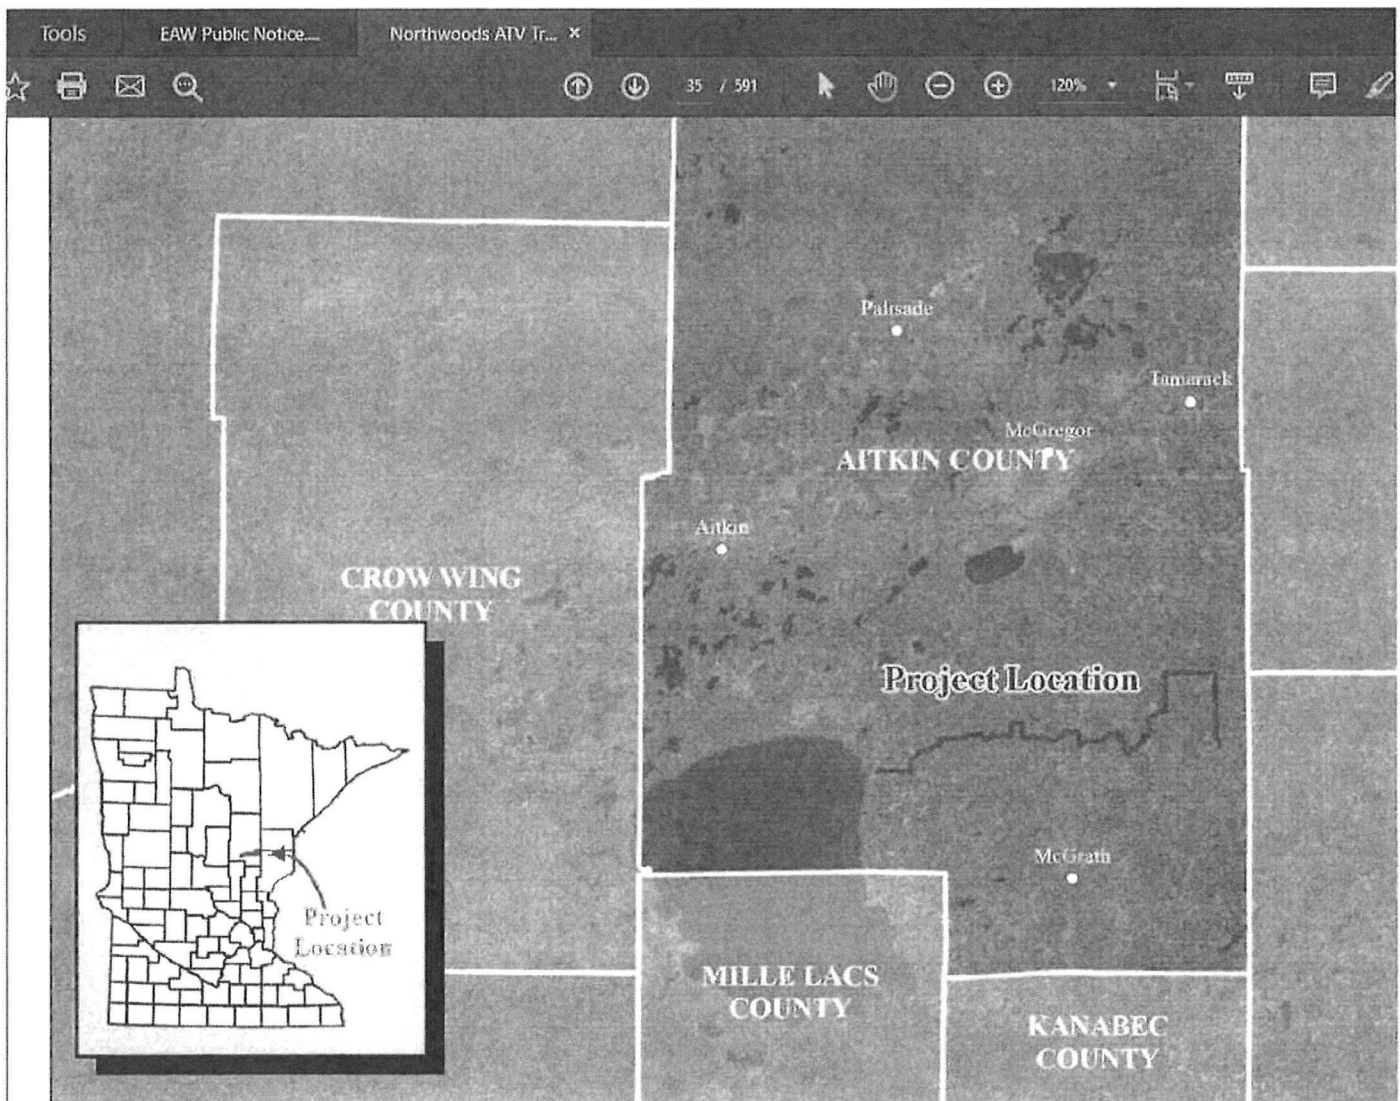 Tools
EAW Public Notice....
Northwoods ATV Tr... ×
35 / 591
120%
Palisade
Tamarack
McGregor
AITKIN COUNTY
Aitkin
CROW WING
COUNTY
Project Location
McGrath
Project
Location
MILLE LACS
COUNTY
KANABEC
COUNTY